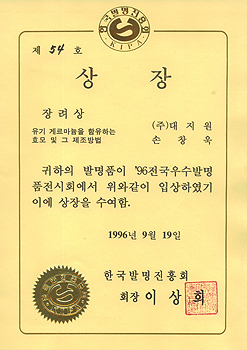 한국발명진흥회
KIPA
제 54 호
상 장
장려상
유기 게르마늄을 함유하는
효모 및 그 제조방법
(주)대지원
손창욱
귀하의 발명품이 '96전국우수발명
품전시회에서 위와같이 입상하였기
이에 상장을 수여함.
1996년 9월 19일
한국발명진흥회
회장 이상희